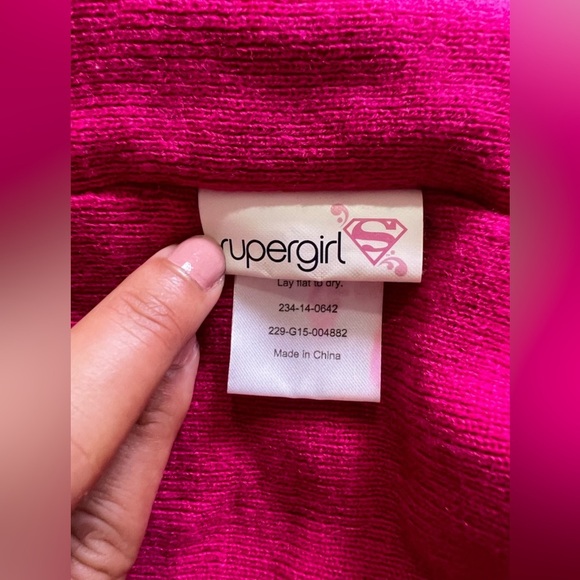 supergirl S
Lay flat to dry.
234-14-0642
229-G15-004882
Made in China